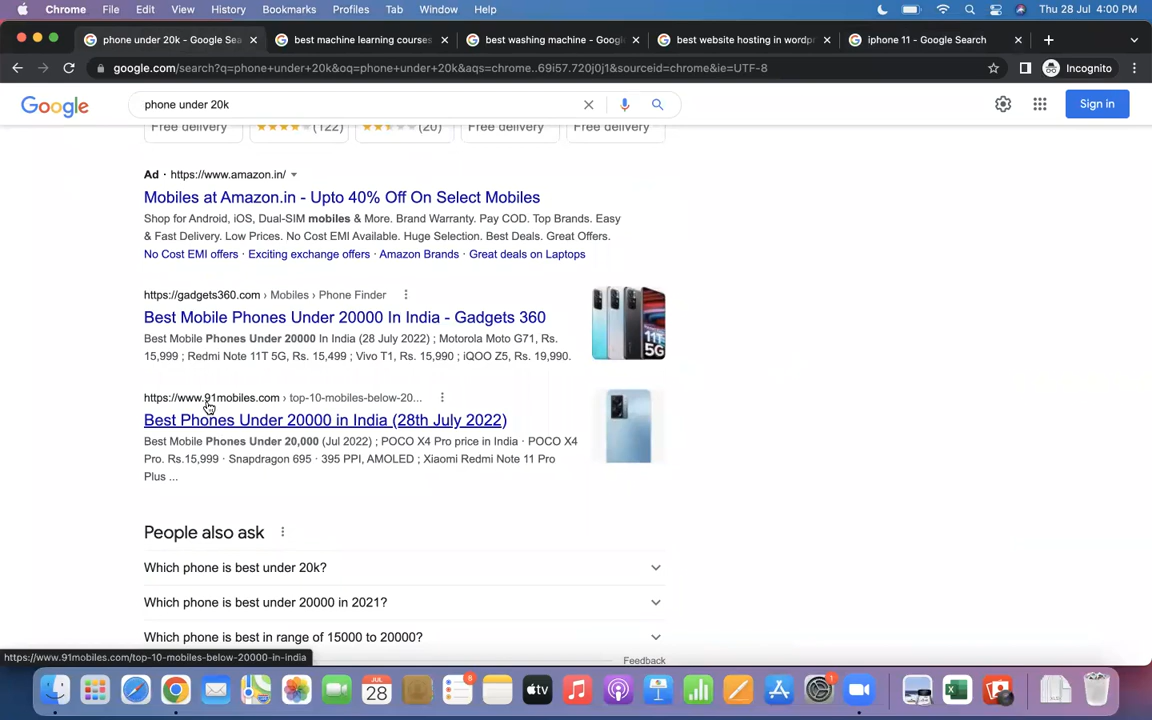 Chrome File Edit View History Bookmarks Profiles Tab Window Help Thu 28 Jul 4:00 PM
phone under 20k - Google Sea
best machine learning courses
best washing machine - Googl
best website hosting in wordp
iphone 11 - Google Search
google.com/search?q=phone+under+20k&oq=phone+under+20k&aqs=chrome..69i57.720j0j1&sourceid=chrome&ie=UTF-8
Incognito
Google
phone under 20k
Sign in
Free delivery (122) (20) Free delivery Free delivery
Ad · https://www.amazon.in/
Mobiles at Amazon.in - Upto 40% Off On Select Mobiles
Shop for Android, iOS, Dual-SIM mobiles & More. Brand Warranty. Pay COD. Top Brands. Easy
& Fast Delivery. Low Prices. No Cost EMI Available. Huge Selection. Best Deals. Great Offers.
No Cost EMI offers · Exciting exchange offers · Amazon Brands · Great deals on Laptops
https://gadgets360.com › Mobiles › Phone Finder
Best Mobile Phones Under 20000 In India - Gadgets 360
Best Mobile Phones Under 20000 In India (28 July 2022) ; Motorola Moto G71, Rs.
15,999 ; Redmi Note 11T 5G, Rs. 15,499 ; Vivo T1, Rs. 15,990 ; iQOO Z5, Rs. 19,990.
11T
5G
https://www.91mobiles.com › top-10-mobiles-below-20...
Best Phones Under 20000 in India (28th July 2022)
Best Mobile Phones Under 20,000 (Jul 2022) ; POCO X4 Pro price in India · POCO X4
Pro. Rs.15,999 · Snapdragon 695 · 395 PPI, AMOLED ; Xiaomi Redmi Note 11 Pro
Plus ...
People also ask
Which phone is best under 20k?
Which phone is best under 20000 in 2021?
Which phone is best in range of 15000 to 20000?
Feedback
https://www.91mobiles.com/top-10-mobiles-below-20000-in-india
JUL
28
8
tv
1